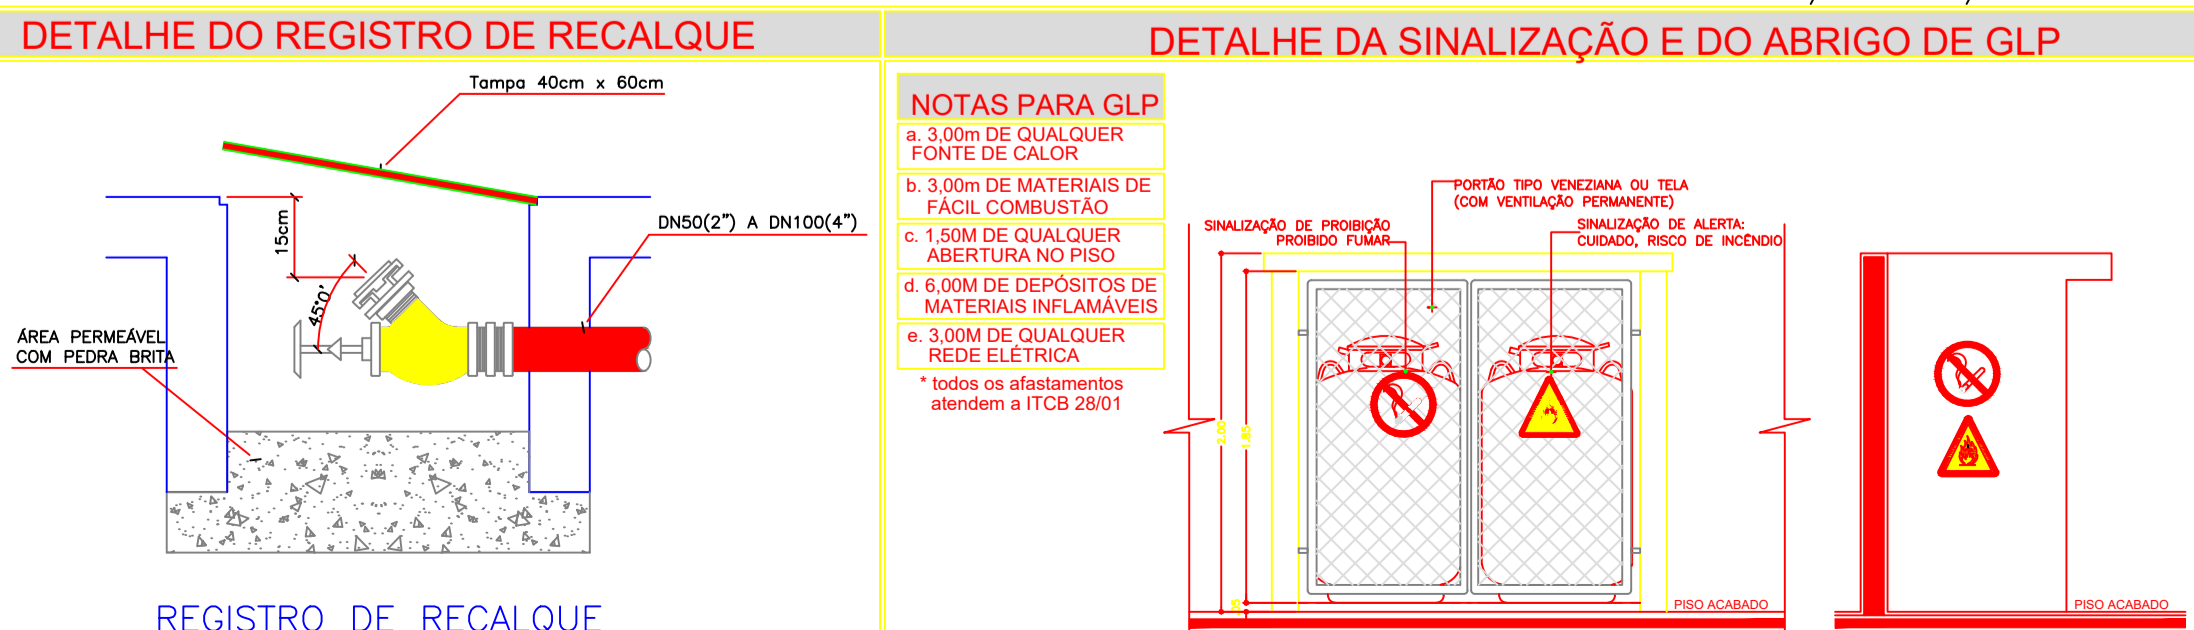 DETALHE DO REGISTRO DE RECALQUE
Tampa 40cm x 60cm
15cm
DN50(2") A DN100(4")
45°0'
ÁREA PERMEÁVEL
COM PEDRA BRITA
REGISTRO DE RECALQUE
DETALHE DA SINALIZAÇÃO E DO ABRIGO DE GLP
NOTAS PARA GLP
a. 3,00m DE QUALQUER
FONTE DE CALOR
b. 3,00m DE MATERIAIS DE
FÁCIL COMBUSTÃO
c. 1,50M DE QUALQUER
ABERTURA NO PISO
d. 6,00M DE DEPÓSITOS DE
MATERIAIS INFLAMÁVEIS
e. 3,00M DE QUALQUER
REDE ELÉTRICA
* todos os afastamentos
atendem a ITCB 28/01
PORTÃO TIPO VENEZIANA OU TELA
(COM VENTILAÇÃO PERMANENTE)
SINALIZAÇÃO DE PROIBIÇÃO
PROIBIDO FUMAR
SINALIZAÇÃO DE ALERTA:
CUIDADO, RISCO DE INCÊNDIO
2.00
1.85
.05
PISO ACABADO
PISO ACABADO